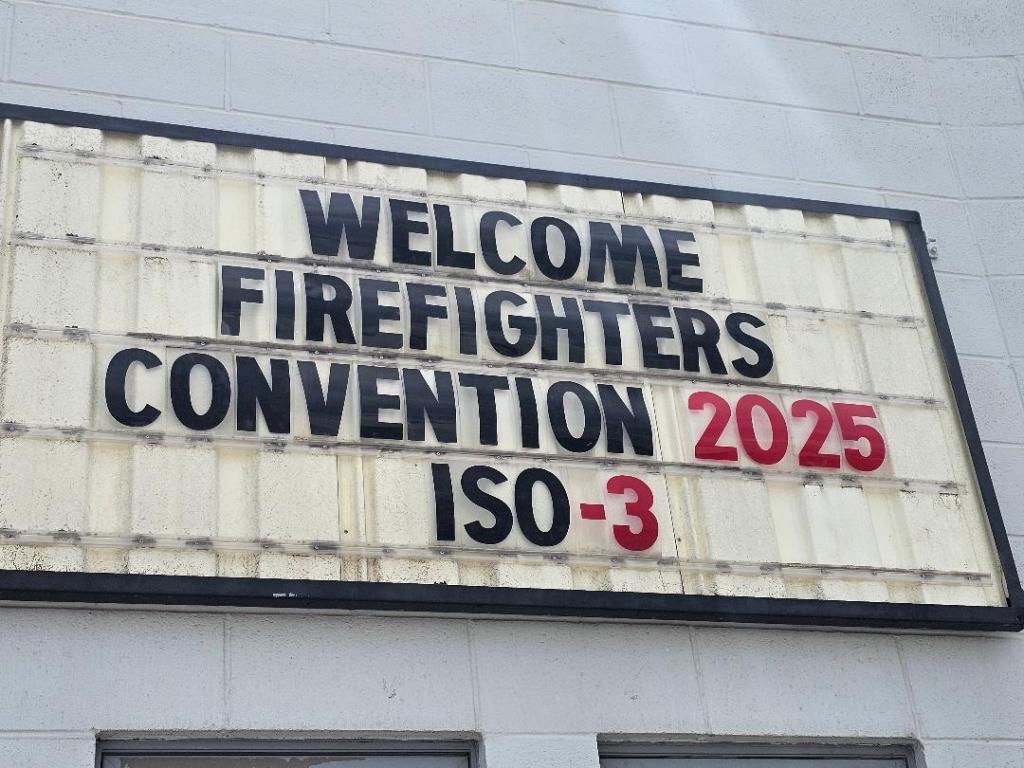 WELCOME
FIREFIGHTERS
CONVENTION 2025
ISO-3